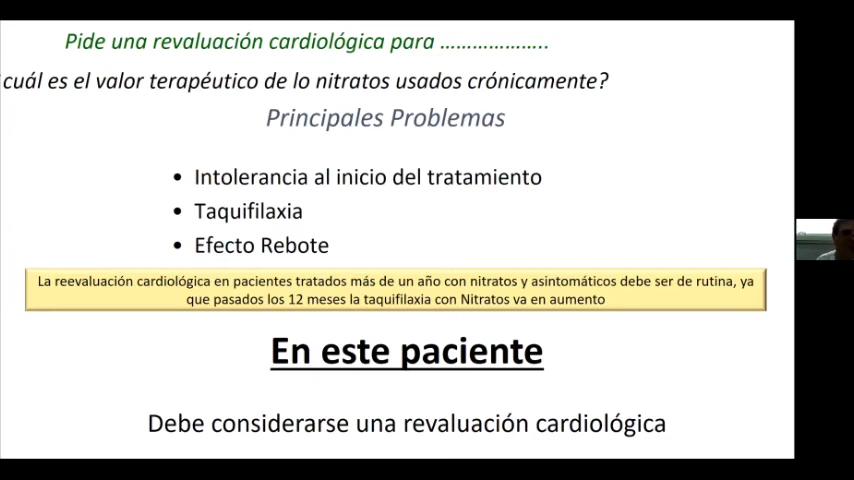 Pide una revaluación cardiológica para ………………..
cuál es el valor terapéutico de lo nitratos usados crónicamente?
Principales Problemas
• Intolerancia al inicio del tratamiento
• Taquifilaxia
• Efecto Rebote
La reevaluación cardiológica en pacientes tratados más de un año con nitratos y asintomáticos debe ser de rutina, ya
que pasados los 12 meses la taquifilaxia con Nitratos va en aumento
En este paciente
Debe considerarse una revaluación cardiológica